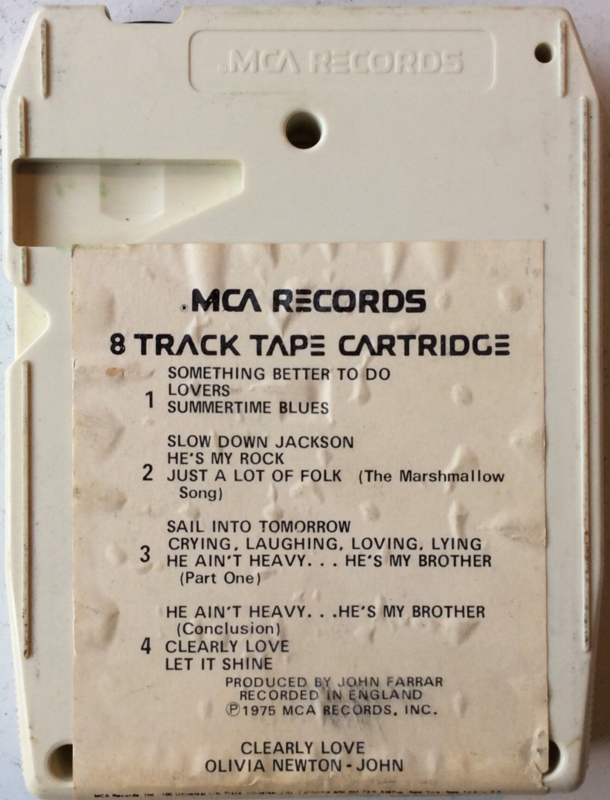 .MCA RECORDS
.MCA RECORDS
8 TRACK TAPE CARTRIDGE
SOMETHING BETTER TO DO
LOVERS
1 SUMMERTIME BLUES
SLOW DOWN JACKSON
HE'S MY ROCK
2 JUST A LOT OF FOLK (The Marshmallow
Song)
SAIL INTO TOMORROW
CRYING, LAUGHING, LOVING, LYING
3 HE AIN'T HEAVY. . . HE'S MY BROTHER
(Part One)
HE AIN'T HEAVY. . .HE'S MY BROTHER
(Conclusion)
4 CLEARLY LOVE
LET IT SHINE
PRODUCED BY JOHN FARRAR
RECORDED IN ENGLAND
℗1975 MCA RECORDS, INC.
CLEARLY LOVE
OLIVIA NEWTON-JOHN
MCA Records, Inc.